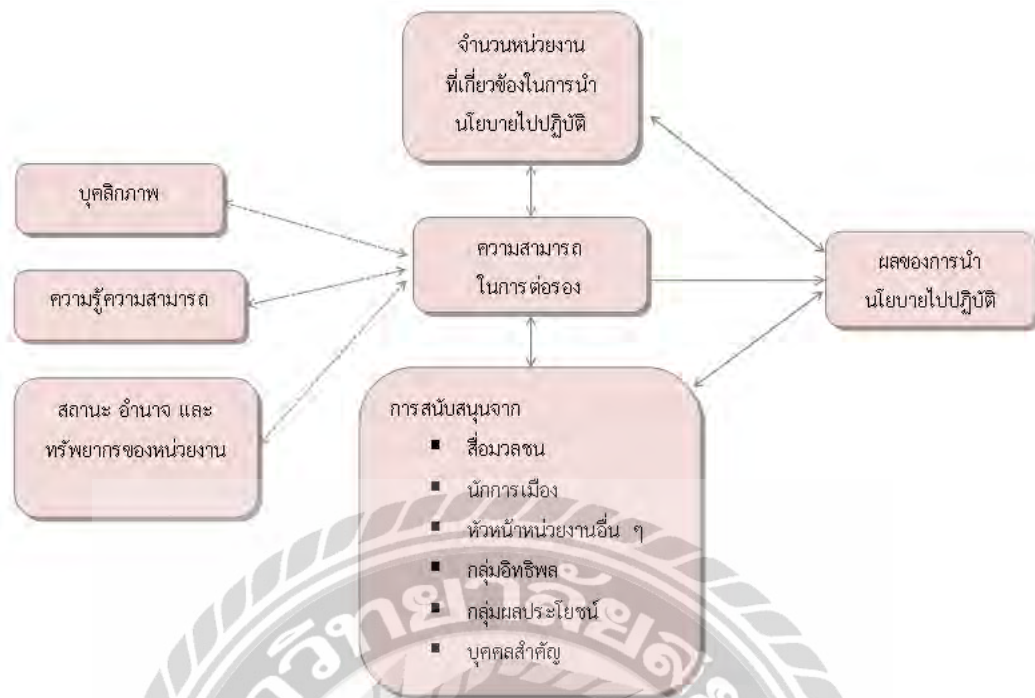 จำนวนหน่วยงาน
ที่เกี่ยวข้องในการนำ
นโยบายไปปฏิบัติ
บุคลิกภาพ
ความรู้ความสามารถ
สถานะ อำนาจ และ
ทรัพยากรของหน่วยงาน
ความสามารถ
ในการต่อรอง
ผลของการนำ
นโยบายไปปฏิบัติ
การสนับสนุนจาก
▪ สื่อมวลชน
▪ นักการเมือง
▪ หัวหน้าหน่วยงานอื่น ๆ
▪ กลุ่มอิทธิพล
▪ กลุ่มผลประโยชน์
▪ บุคคลสำคัญ